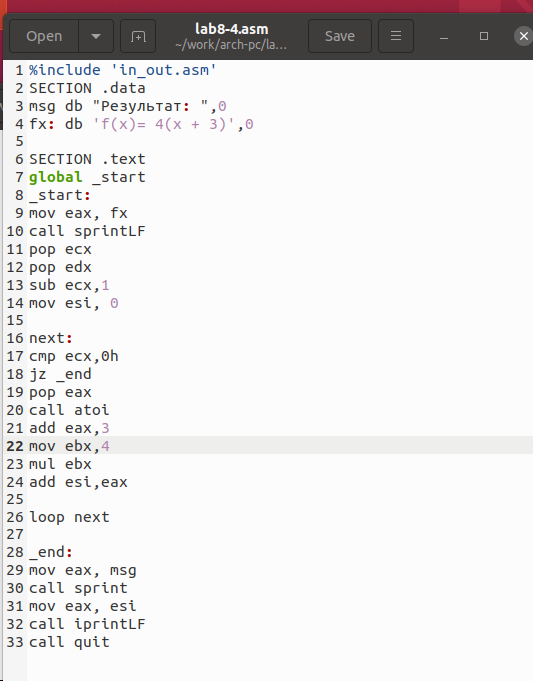 Open
lab8-4.asm
~/work/arch-pc/la...
Save
1 %include 'in_out.asm'
2 SECTION .data
3 msg db "Результат: ",0
4 fx: db 'f(x)= 4(x + 3)',0
5
6 SECTION .text
7 global _start
8 _start:
9 mov eax, fx
10 call sprintLF
11 pop ecx
12 pop edx
13 sub ecx,1
14 mov esi, 0
15
16 next:
17 cmp ecx,0h
18 jz _end
19 pop eax
20 call atoi
21 add eax,3
22 mov ebx,4
23 mul ebx
24 add esi,eax
25
26 loop next
27
28 _end:
29 mov eax, msg
30 call sprint
31 mov eax, esi
32 call iprintLF
33 call quit